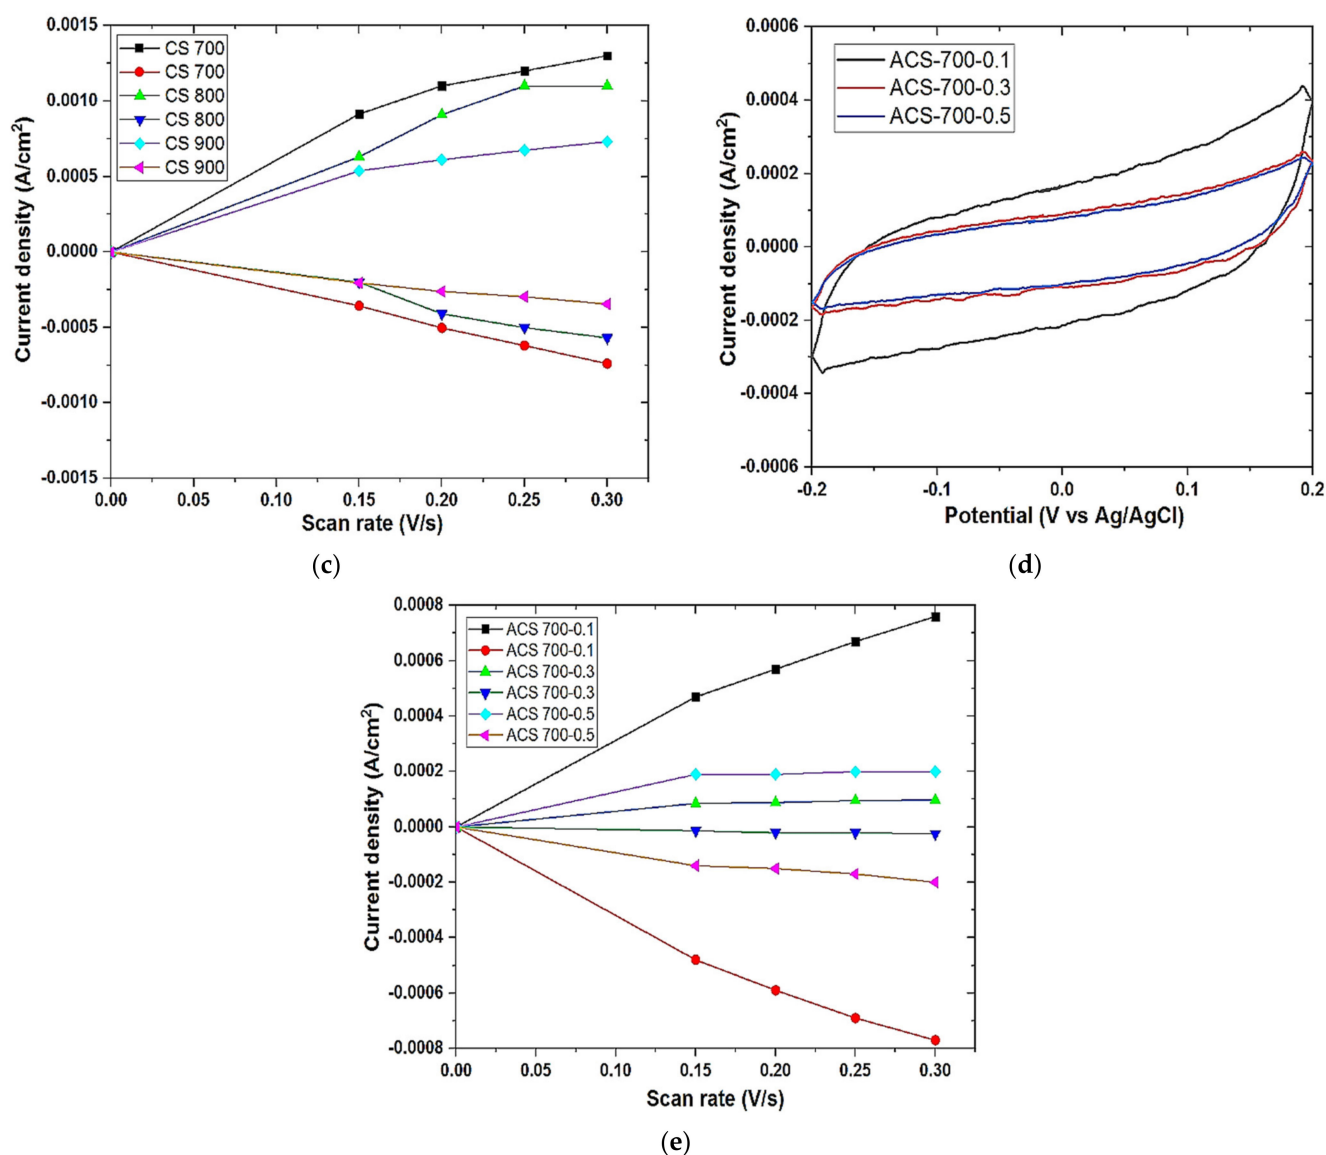 0.0015
0.0010
0.0005
0.0000
-0.0005
-0.0010
-0.0015
Current density (A/cm²)
CS 700
CS 700
CS 800
CS 800
CS 900
CS 900
0.00 0.05 0.10 0.15 0.20 0.25 0.30
Scan rate (V/s)
(c)
0.0006
0.0004
0.0002
0.0000
-0.0002
-0.0004
-0.0006
Current density (A/cm²)
ACS-700-0.1
ACS-700-0.3
ACS-700-0.5
-0.2 -0.1 0.0 0.1 0.2
Potential (V vs Ag/AgCl)
(d)
0.0008
0.0006
0.0004
0.0002
0.0000
-0.0002
-0.0004
-0.0006
-0.0008
Current density (A/cm²)
ACS 700-0.1
ACS 700-0.1
ACS 700-0.3
ACS 700-0.3
ACS 700-0.5
ACS 700-0.5
0.00 0.05 0.10 0.15 0.20 0.25 0.30
Scan rate (V/s)
(e)